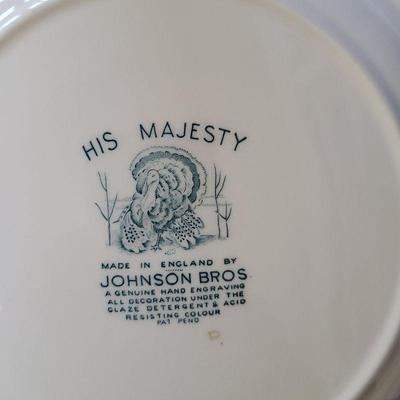 HIS MAJESTY
MADE IN ENGLAND BY
JOHNSON BROS
A GENUINE HAND ENGRAVING
ALL DECORATION UNDER THE
GLAZE DETERGENT & ACID
RESISTING COLOUR
PAT PEND